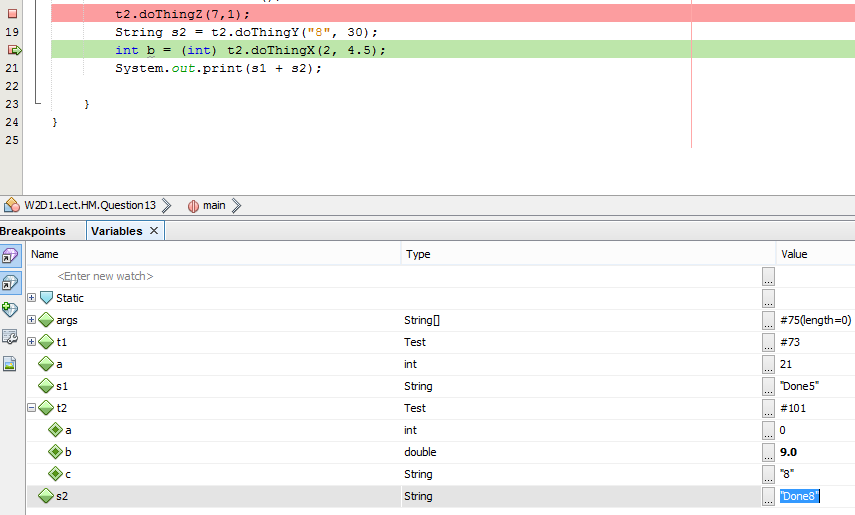 t2.doThingZ(7,1);
19 String s2 = t2.doThingY("8", 30);
int b = (int) t2.doThingX(2, 4.5);
21 System.out.print(s1 + s2);
22
23 }
24 }
25
W2D1.Lect.HM.Question13 main
Breakpoints Variables
Name Type Value
<Enter new watch> ...
Static ...
args String[] ... #75(length=0)
t1 Test ... #73
a int ... 21
s1 String ... "Done5"
t2 Test ... #101
a int ... 0
b double ... 9.0
c String ... "8"
s2 String ... "Done8"